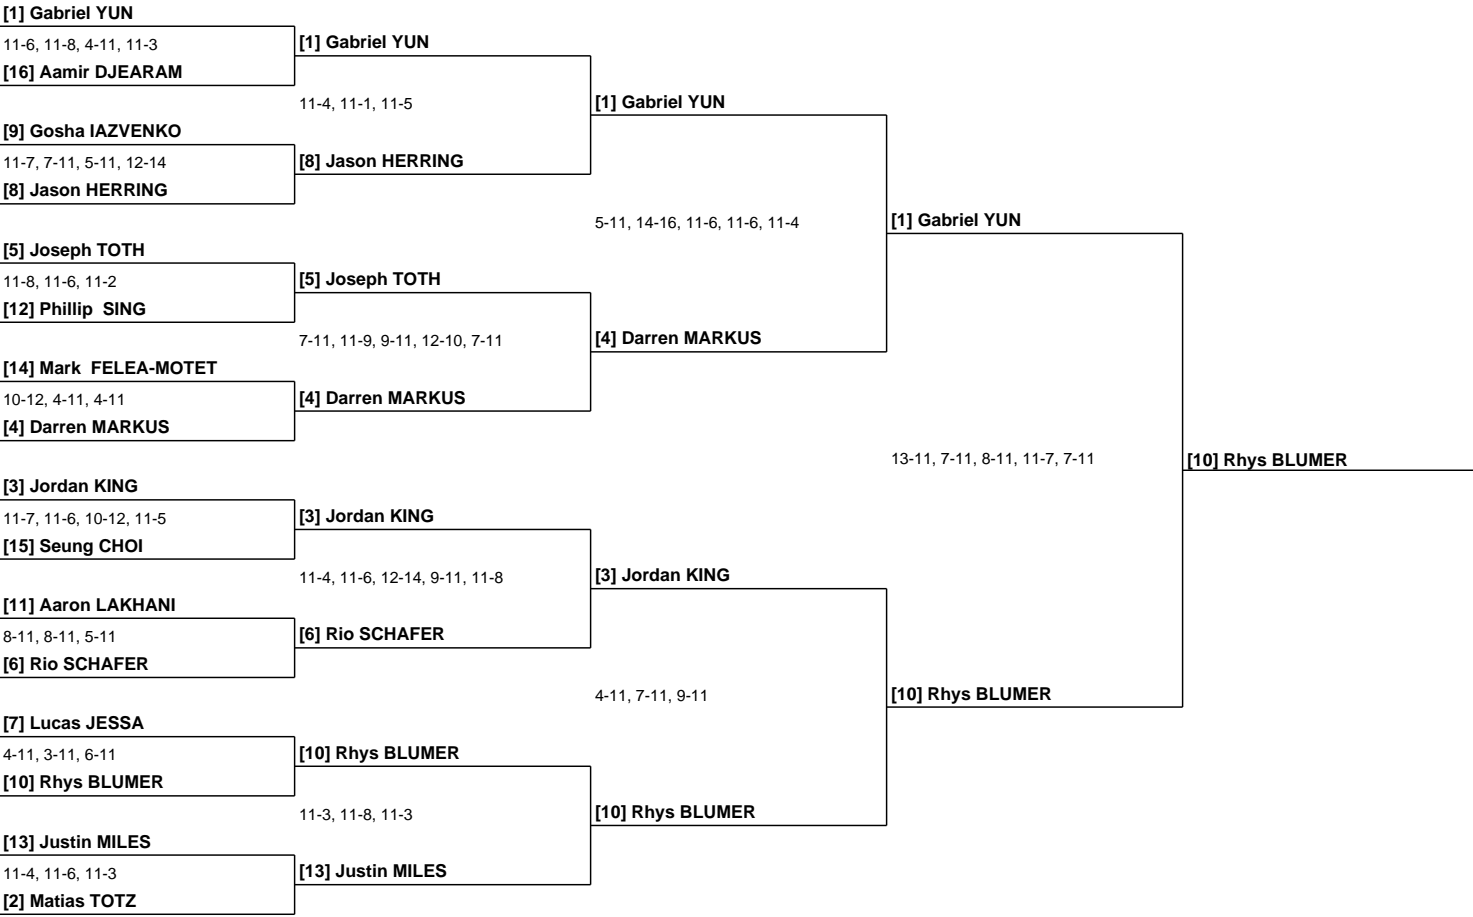 [1] Gabriel YUN
11-6, 11-8, 4-11, 11-3
[16] Aamir DJEARAM
[9] Gosha IAZVENKO
11-7, 7-11, 5-11, 12-14
[8] Jason HERRING
[5] Joseph TOTH
11-8, 11-6, 11-2
[12] Phillip  SING
[14] Mark  FELEA-MOTET
10-12, 4-11, 4-11
[4] Darren MARKUS
[3] Jordan KING
11-7, 11-6, 10-12, 11-5
[15] Seung CHOI
[11] Aaron LAKHANI
8-11, 8-11, 5-11
[6] Rio SCHAFER
[7] Lucas JESSA
4-11, 3-11, 6-11
[10] Rhys BLUMER
[13] Justin MILES
11-4, 11-6, 11-3
[2] Matias TOTZ
[1] Gabriel YUN
11-4, 11-1, 11-5
[8] Jason HERRING
[5] Joseph TOTH
7-11, 11-9, 9-11, 12-10, 7-11
[4] Darren MARKUS
[3] Jordan KING
11-4, 11-6, 12-14, 9-11, 11-8
[6] Rio SCHAFER
[10] Rhys BLUMER
11-3, 11-8, 11-3
[13] Justin MILES
[1] Gabriel YUN
5-11, 14-16, 11-6, 11-6, 11-4
[4] Darren MARKUS
[3] Jordan KING
4-11, 7-11, 9-11
[10] Rhys BLUMER
[1] Gabriel YUN
13-11, 7-11, 8-11, 11-7, 7-11
[10] Rhys BLUMER
[10] Rhys BLUMER